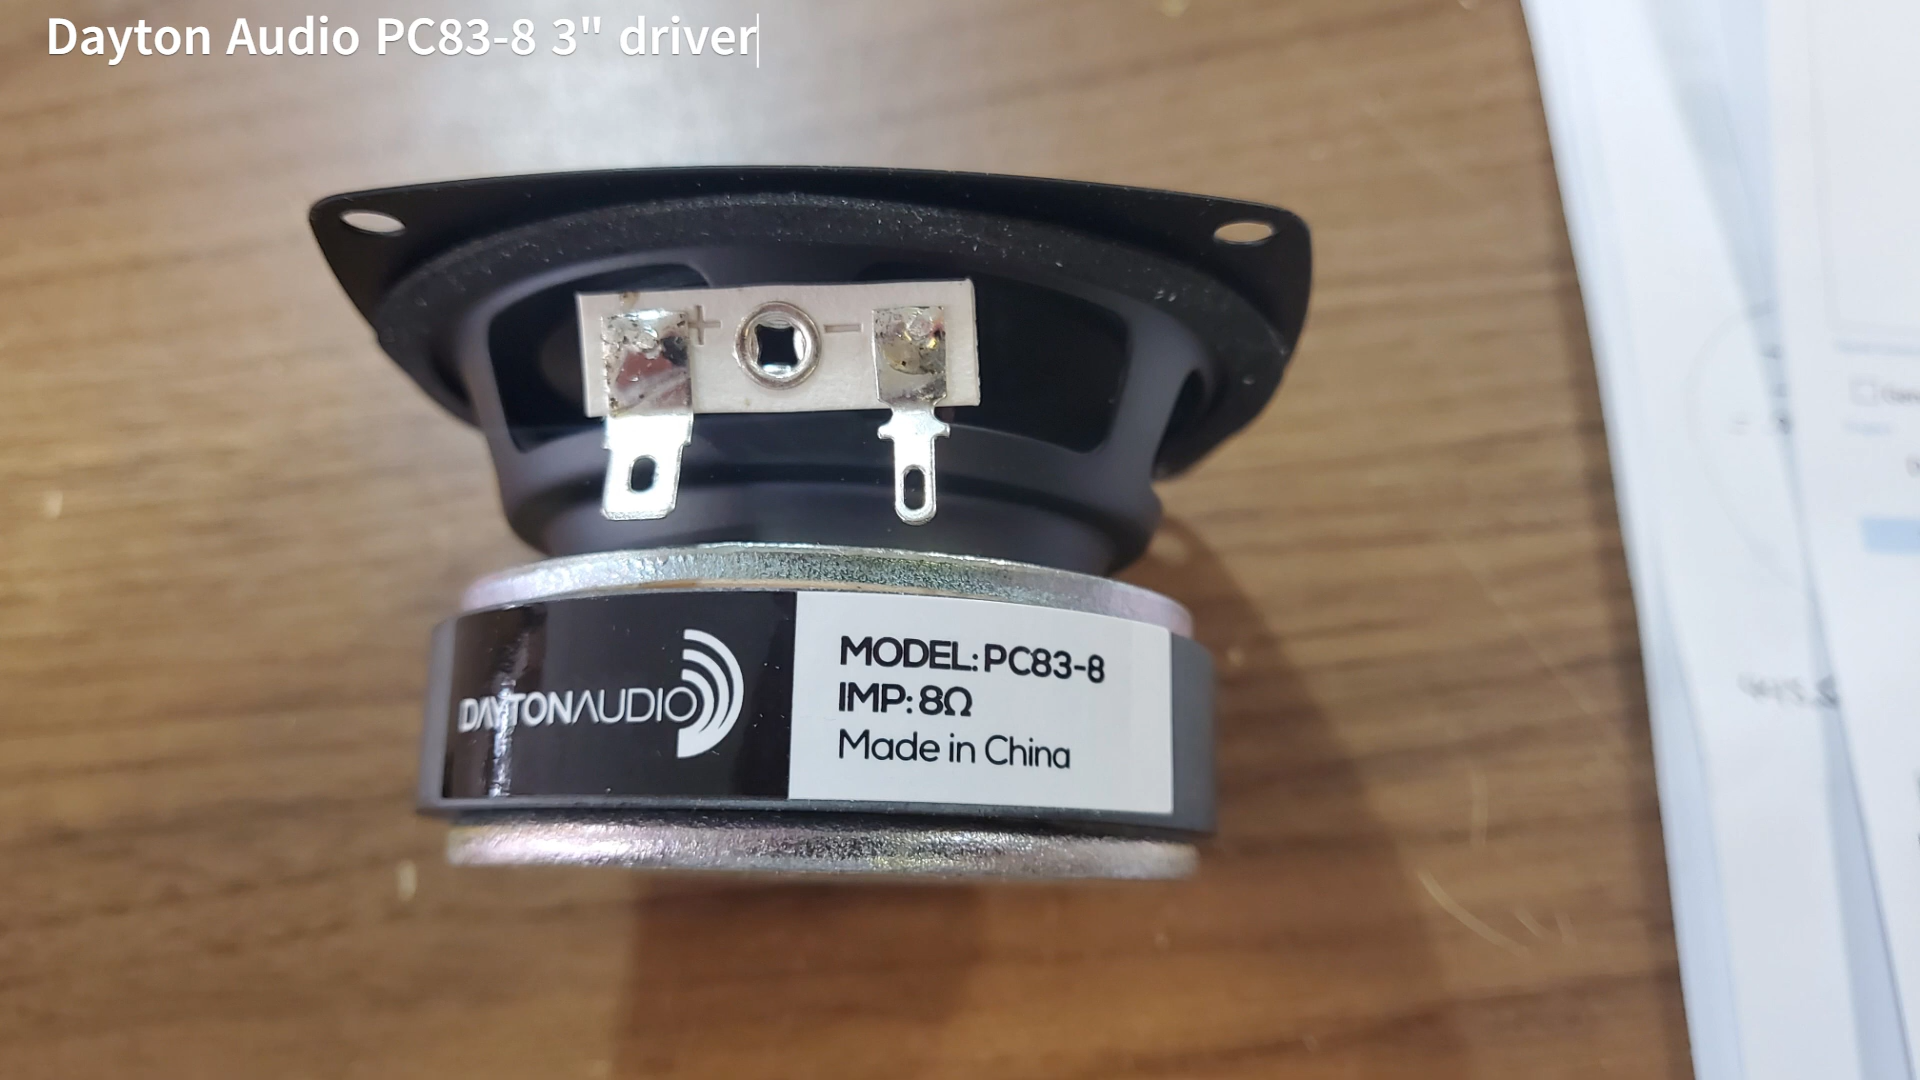 Dayton Audio PC83-8 3" driver
+ −
DAYTONAUDIO
MODEL: PC83-8
IMP: 8Ω
Made in China